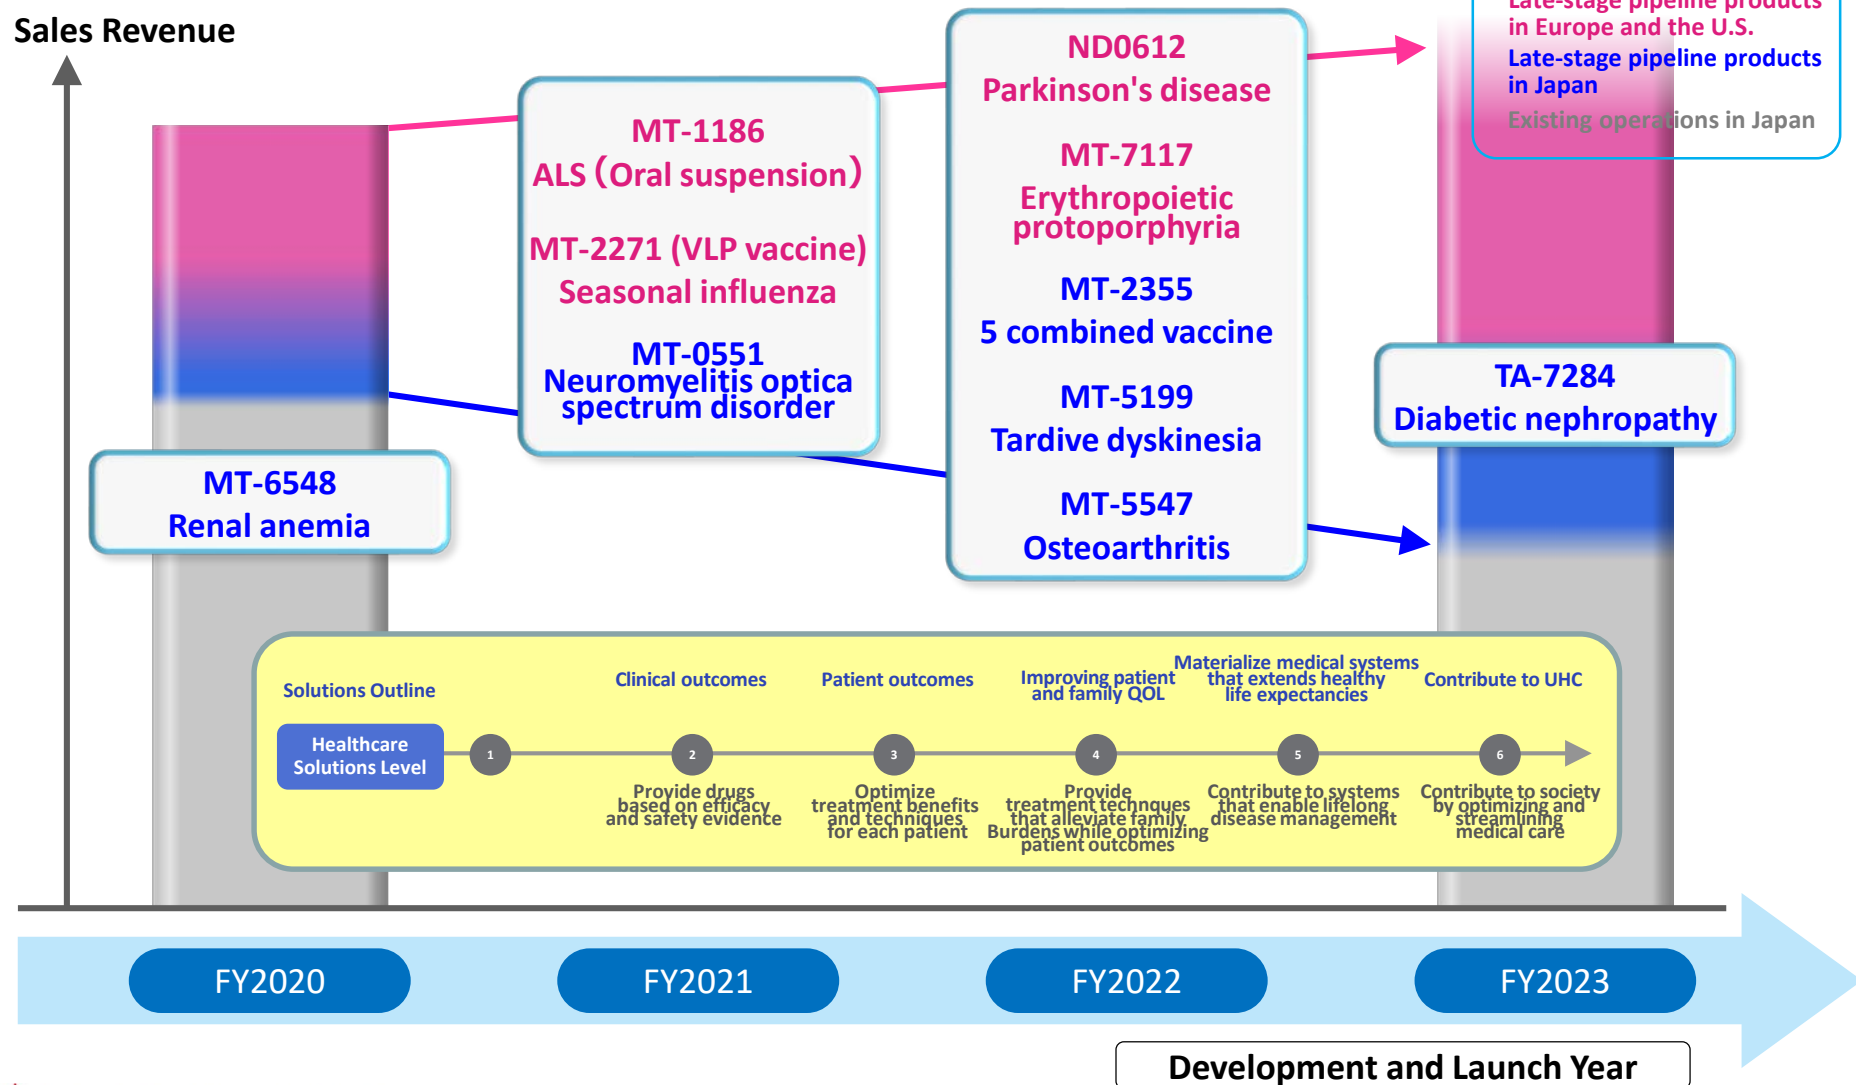 Sales Revenue
Late-stage pipeline products
in Europe and the U.S.
Late-stage pipeline products
in Japan
Existing operations in Japan
MT-6548
Renal anemia
MT-1186
ALS（Oral suspension）
MT-2271 (VLP vaccine)
Seasonal influenza
MT-0551
Neuromyelitis optica
spectrum disorder
ND0612
Parkinson's disease
MT-7117
Erythropoietic
protoporphyria
MT-2355
5 combined vaccine
MT-5199
Tardive dyskinesia
MT-5547
Osteoarthritis
TA-7284
Diabetic nephropathy
Solutions Outline
Clinical outcomes
Patient outcomes
Improving patient
and family QOL
Materialize medical systems
that extends healthy
life expectancies
Contribute to UHC
Healthcare
Solutions Level
1
2
3
4
5
6
Provide drugs
based on efficacy
and safety evidence
Optimize
treatment benefits
and techniques
for each patient
Provide
treatment technques
that alleviate family
Burdens while optimizing
patient outcomes
Contribute to systems
that enable lifelong
disease management
Contribute to society
by optimizing and
streamlining
medical care
FY2020
FY2021
FY2022
FY2023
Development and Launch Year